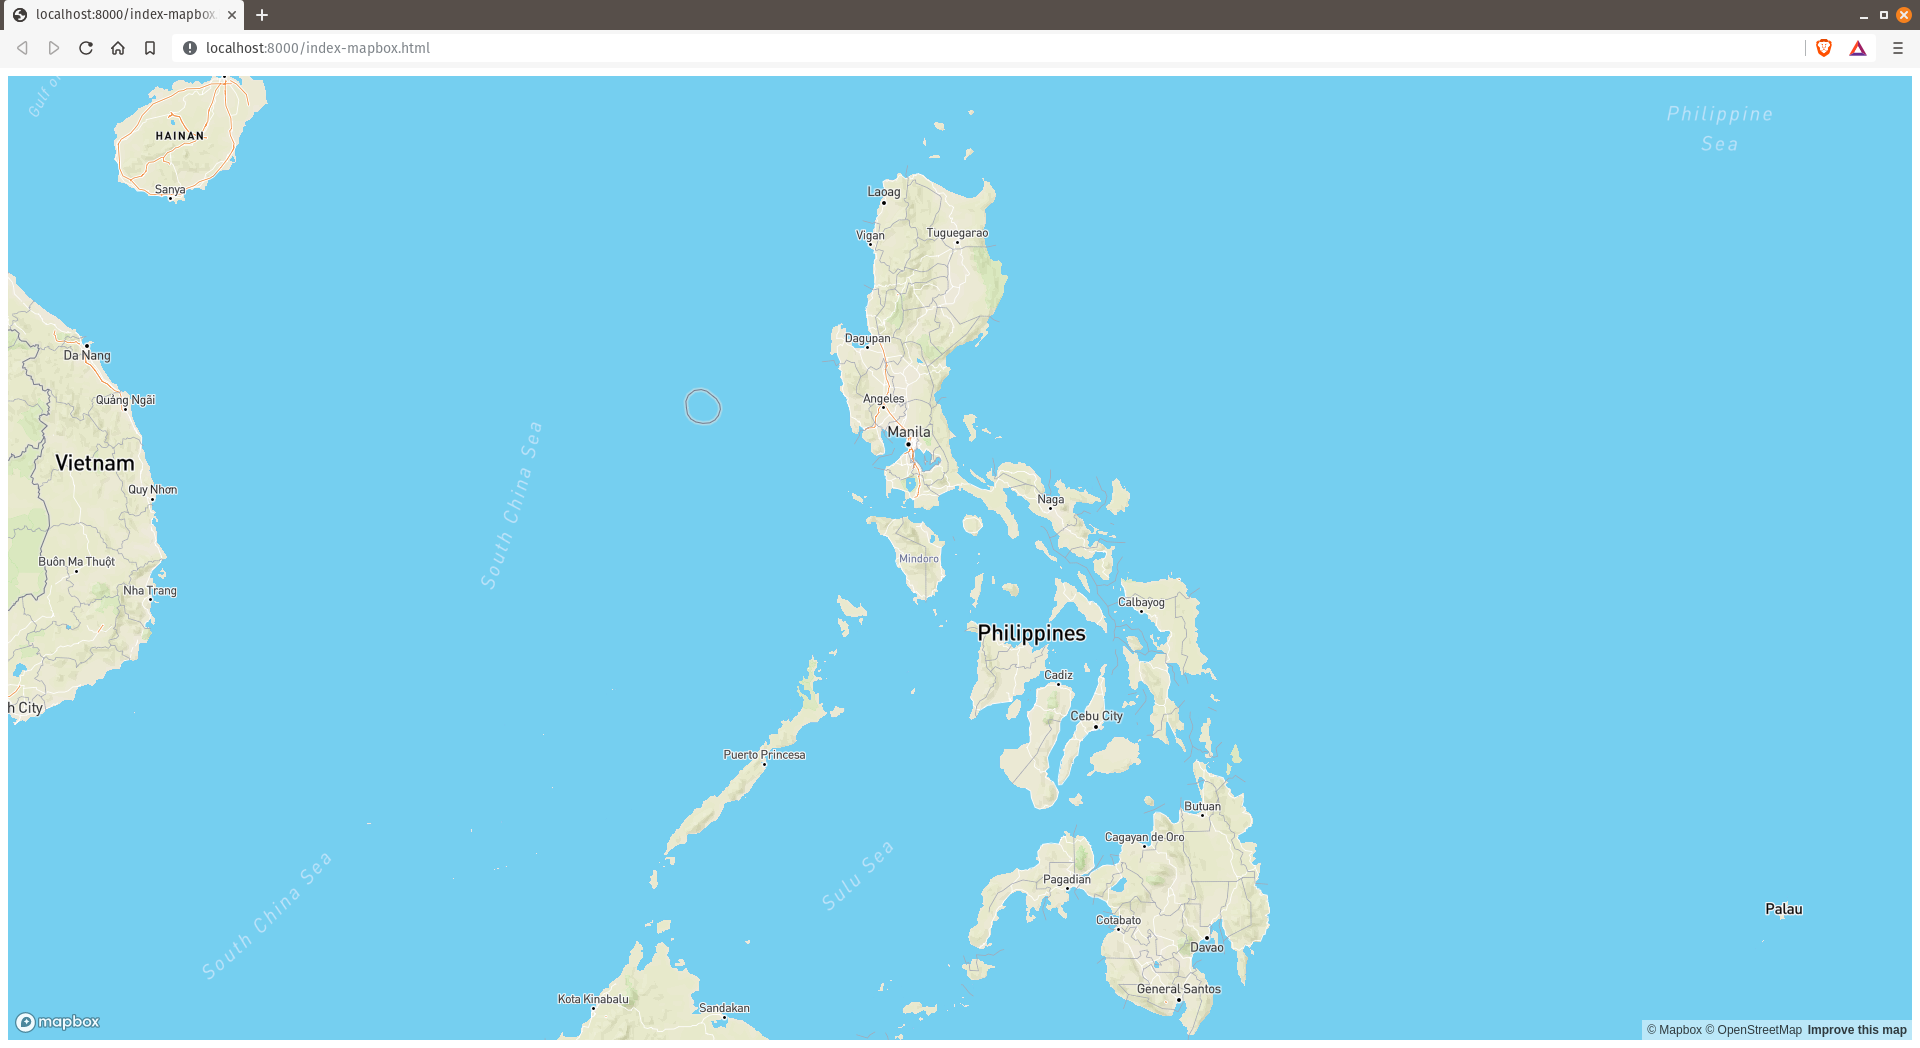 localhost:8000/index-mapbox.
localhost:8000/index-mapbox.html
Gulf o
Philippine
Sea
HAINAN
Sanya
Laoag
Vigan
Tuguegarao
Da Nang
Dagupan
Quảng Ngãi
Angeles
Manila
South China Sea
Vietnam
Quy Nhơn
Naga
Buôn Ma Thuột
Mindoro
Nha Trang
Calbayog
Philippines
Cadiz
h City
Cebu City
Puerto Princesa
Butuan
Cagayan de Oro
South China Sea
Sulu Sea
Pagadian
Palau
Cotabato
Davao
General Santos
Kota Kinabalu
Sandakan
mapbox
© Mapbox © OpenStreetMap Improve this map